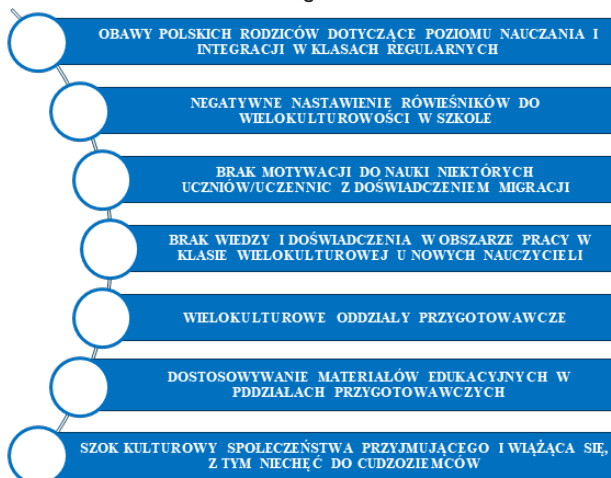 OBAWY POLSKICH RODZICÓW DOTYCZĄCE POZIOMU NAUCZANIA I
INTEGRACJI W KLASACH REGULARNYCH
NEGATYWNE NASTAWIENIE RÓWIEŚNIKÓW DO
WIELOKULTUROWOŚCI W SZKOLE
BRAK MOTYWACJI DO NAUKI NIEKTÓRYCH
UCZNIÓW/UCZENNIC Z DOŚWIADCZENIEM MIGRACJI
BRAK WIEDZY I DOŚWIADCZENIA W OBSZARZE PRACY W
KLASIE WIELOKULTUROWEJ U NOWYCH NAUCZYCIELI
WIELOKULTUROWE ODDZIAŁY PRZYGOTOWAWCZE
DOSTOSOWYWANIE MATERIAŁÓW EDUKACYJNYCH W
PDDZIALACH PRZYGOTOWAWCZYCH
SZOK KULTUROWY SPOŁECZEŃSTWA PRZYJMUJĄCEGO I WIĄŻĄCA SIĘ,
Z TYM NIECHĘĆ DO CUDZOZIEMCÓW